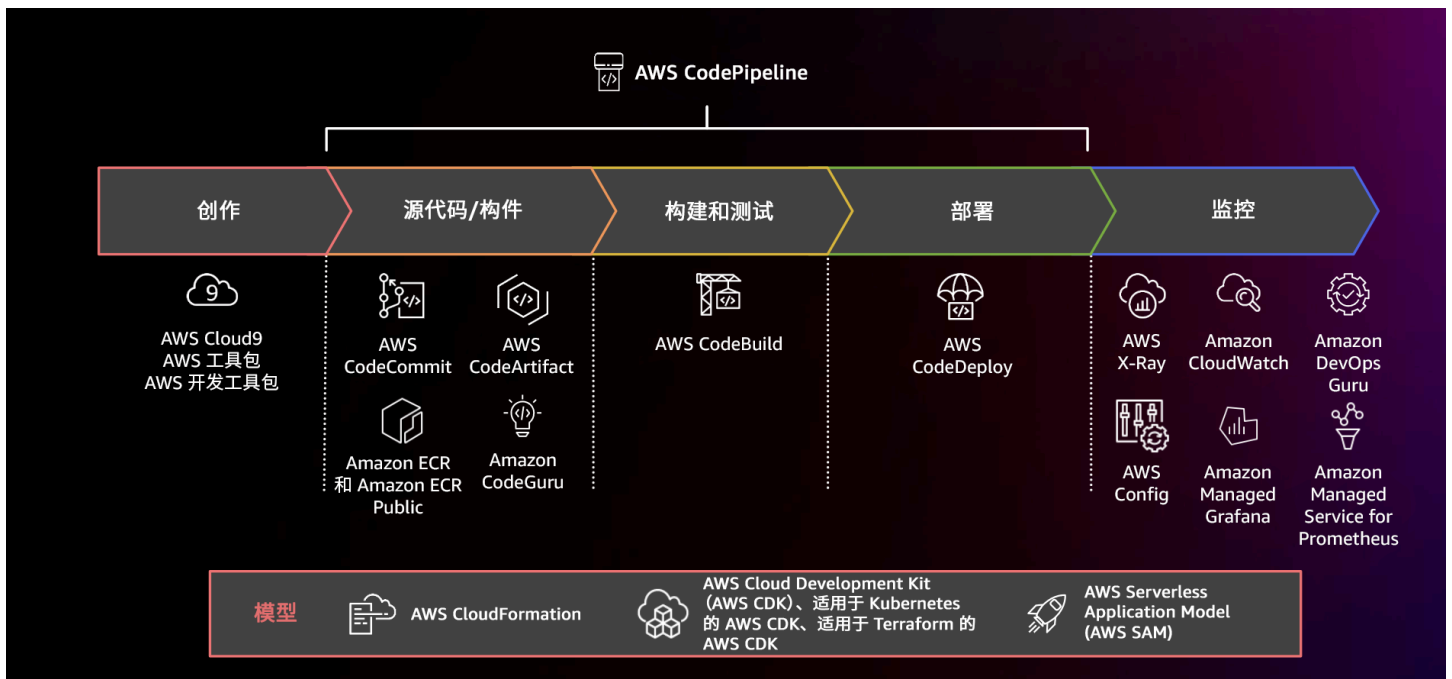 AWS CodePipeline
创作
源代码/构件
构建和测试
部署
监控
9
AWS Cloud9
AWS 工具包
AWS 开发工具包
AWS
CodeCommit
AWS
CodeArtifact
Amazon ECR
和 Amazon ECR
Public
Amazon
CodeGuru
AWS CodeBuild
AWS
CodeDeploy
AWS
X-Ray
Amazon
CloudWatch
Amazon
DevOps
Guru
AWS
Config
Amazon
Managed
Grafana
Amazon
Managed
Service for
Prometheus
模型
AWS CloudFormation
AWS Cloud Development Kit
（AWS CDK）、适用于 Kubernetes
的 AWS CDK、适用于 Terraform 的
AWS CDK
AWS Serverless
Application Model
(AWS SAM)